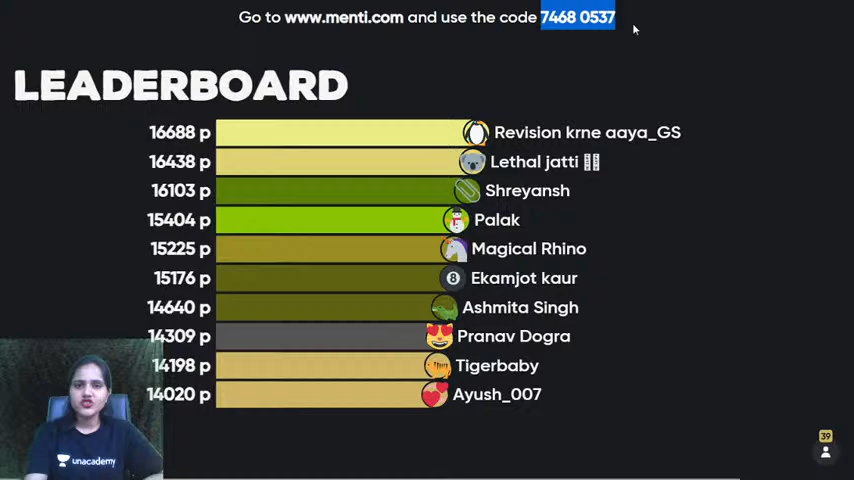 Go to www.menti.com and use the code 7468 0537
LEADERBOARD
16688 p Revision krne aaya_GS
16438 p Lethal jatti
16103 p Shreyansh
15404 p Palak
15225 p Magical Rhino
15176 p 8 Ekamjot kaur
14640 p Ashmita Singh
14309 p Pranav Dogra
14198 p Tigerbaby
14020 p Ayush_007
unacademy
39